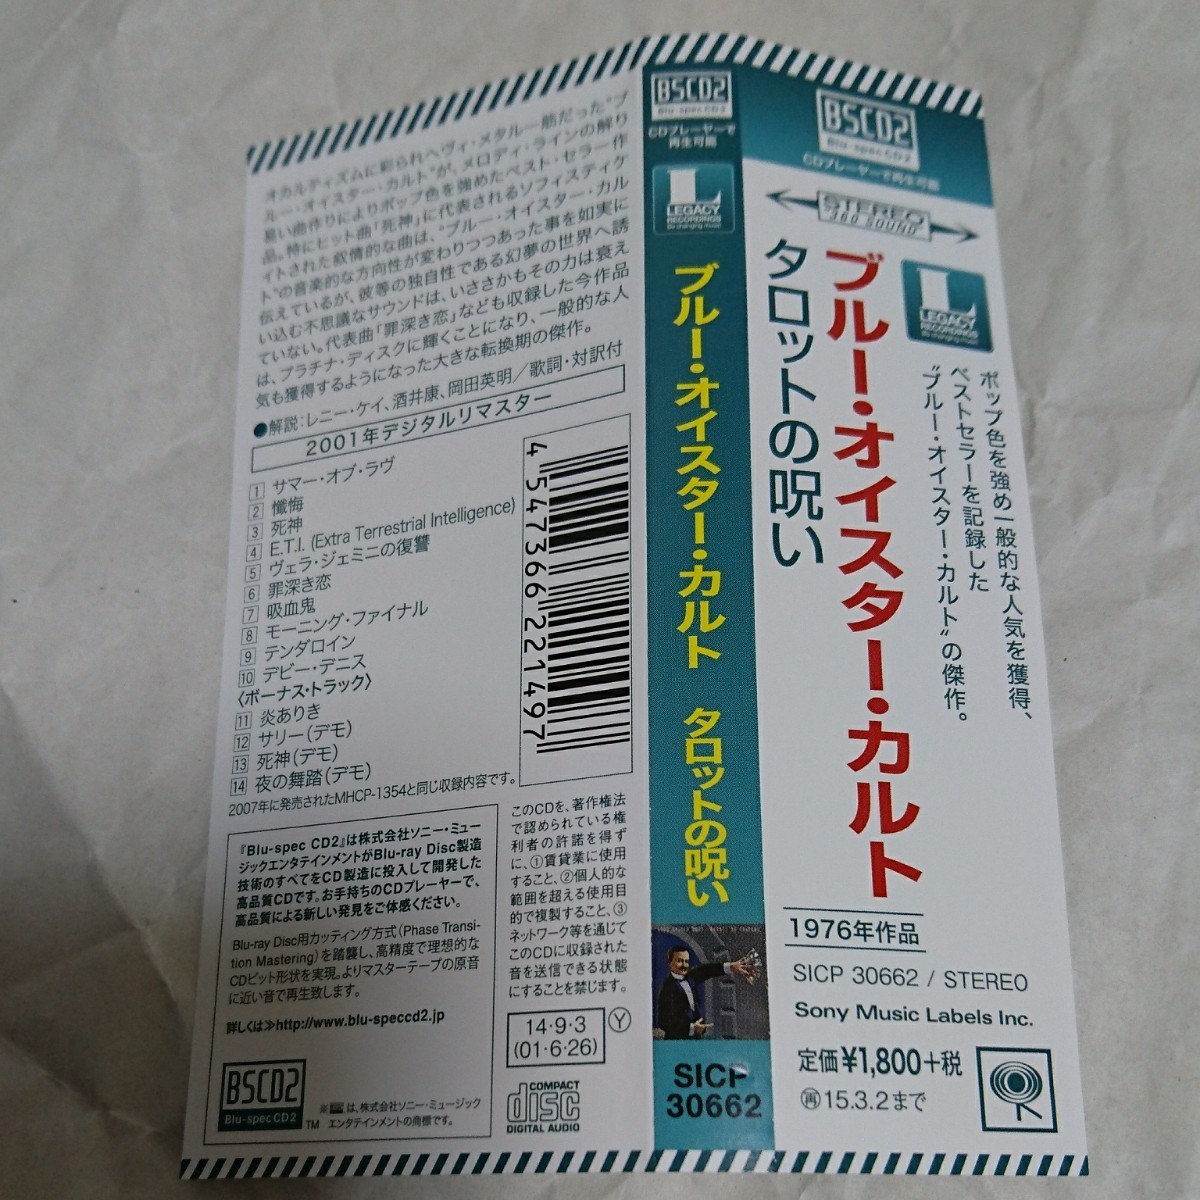 オカルティズムに彩られヘヴィ・メタル一筋だった"ブ
ルー・オイスター・カルト"が、メロディ・ラインの解り
易い曲作りによりポップ色を強めたベスト・セラー作
品。特にヒット曲「死神」に代表されるソフィスティケ
イトされた叙情的な曲は、"ブルー・オイスター・カル
ト"の音楽的な方向性が変わりつつあった事を如実に
伝えているが、彼等の独自性である幻夢の世界へ誘
い込む不思議なサウンドは、いささかもその力は衰え
ていない。代表曲「罪深き恋」なども収録した今作品
は、プラチナ・ディスクに輝くことになり、一般的な人
気も獲得するようになった大きな転換期の傑作。
●解説:レニー・ケイ、酒井康、岡田英明/歌詞・対訳付
2001年デジタルリマスター
1 サマー・オブ・ラヴ
2 懺悔
3 死神
4 E.T.I. (Extra Terrestrial Intelligence)
5 ヴェラ・ジェミニの復讐
6 罪深き恋
7 吸血鬼
8 モーニング・ファイナル
9 テンダロイン
10 デビー・デニス
〈ボーナス・トラック〉
11 炎ありき
12 サリー(デモ)
13 死神(デモ)
14 夜の舞踏(デモ)
2007年に発売されたMHCP-1354と同じ収録内容です。
4 547366 221497
『Blu-spec CD2』は株式会社ソニー・ミュー
ジックエンタテインメントがBlu-ray Disc製造
技術のすべてをCD製造に投入して開発した
高品質CDです。お手持ちのCDプレーヤーで、
高品質による新しい発見をご体感ください。
Blu-ray Disc用カッティング方式(Phase Transi-
tion Mastering)を踏襲し、高精度で理想的な
CDピット形状を実現。よりマスターテープの原音
に近い音で再生致します。
詳しくは≫http://www.blu-speccd2.jp
BSCD2
Blu-spec CD2
TM
※ は、株式会社ソニー・ミュージック
エンタテインメントの商標です。
このCDを、著作権法
で認められている権
利者の許諾を得ず
に、①賃貸業に使用
すること、②個人的な
範囲を超える使用目
的で複製すること、③
ネットワーク等を通じて
このCDに収録された
音を送信できる状態
にすることを禁じます。
14・9・3
(01・6・26)
Y
COMPACT
disc
DIGITAL AUDIO
BSCD2
Blu-spec CD2
CDプレーヤーで
再生可能
L
LEGACY
RECORDINGS
ブルー・オイスター・カルト タロットの呪い
SICP
30662
BSCD2
Blu-spec CD2
CDプレーヤーで再生可能
STEREO
"360 SOUND"
L
LEGACY
RECORDINGS
ブルー・オイスター・カルト
タロットの呪い
ポップ色を強め一般的な人気を獲得、
ベストセラーを記録した
"ブルー・オイスター・カルト"の傑作。
1976年作品
SICP 30662 / STEREO
Sony Music Labels Inc.
定価¥1,800+税
再15.3.2まで